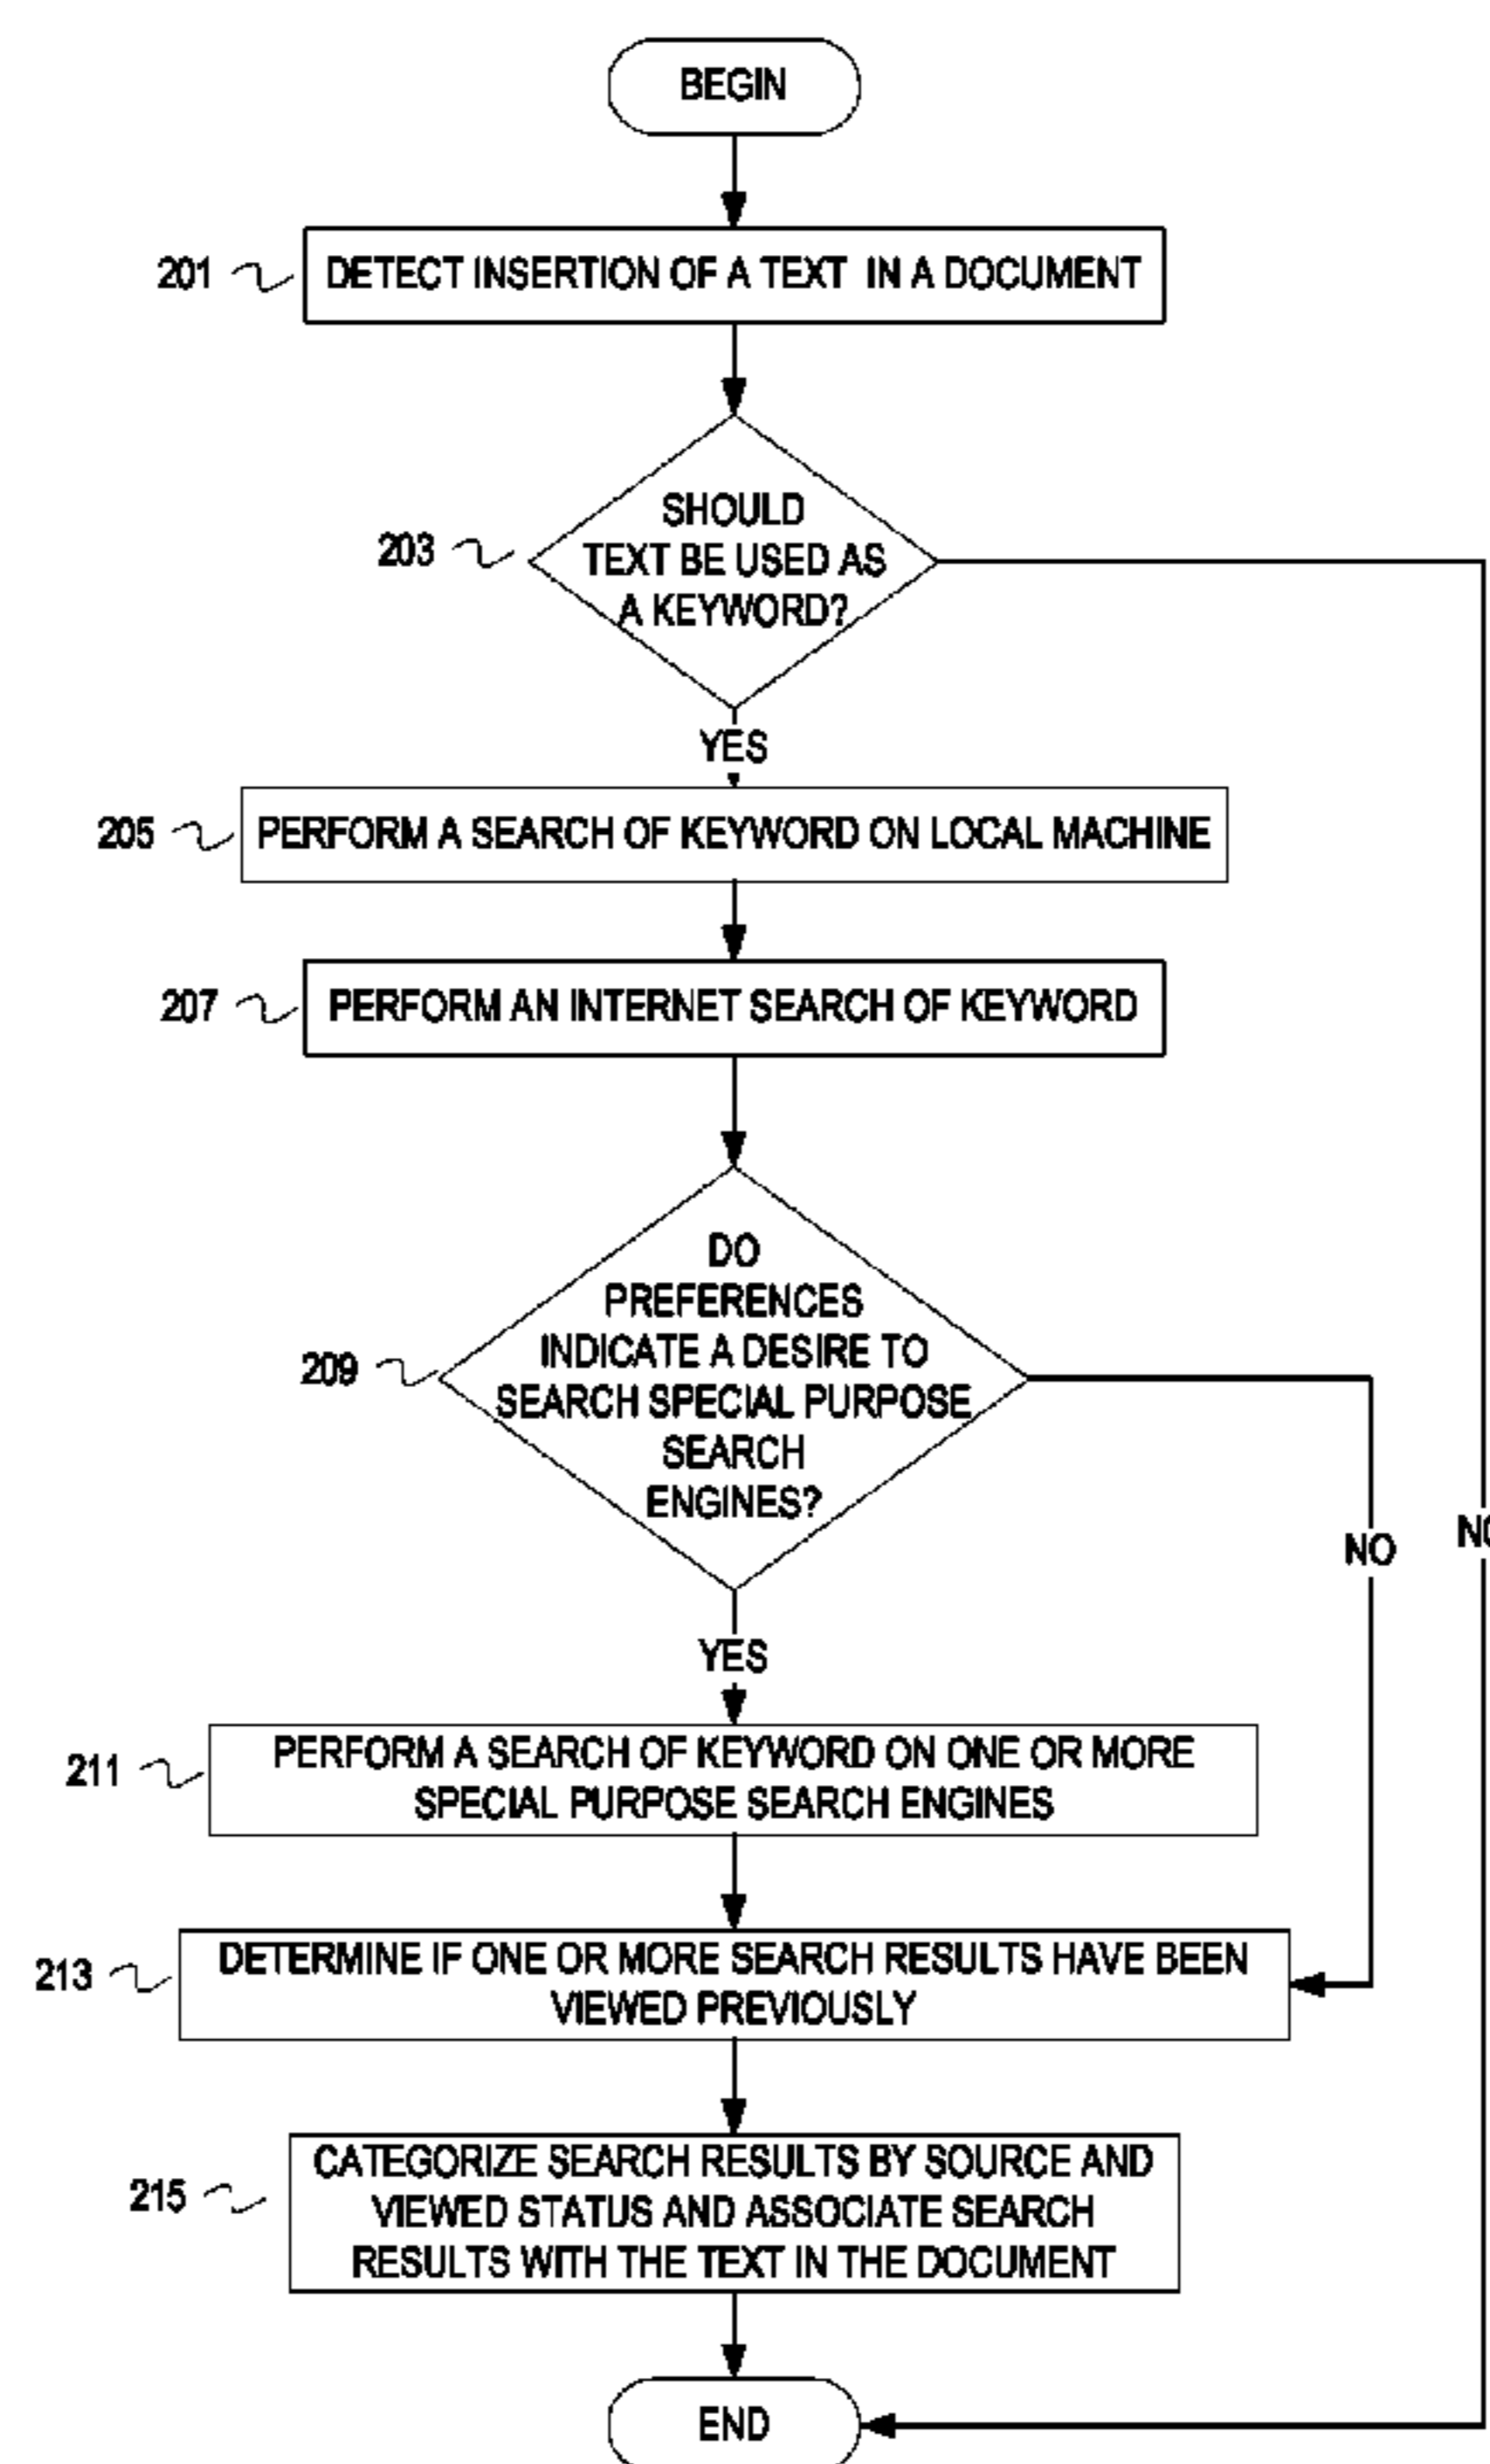 BEGIN
201
DETECT INSERTION OF A TEXT IN A DOCUMENT
203
SHOULD
TEXT BE USED AS
A KEYWORD?
YES
205
PERFORM A SEARCH OF KEYWORD ON LOCAL MACHINE
207
PERFORM AN INTERNET SEARCH OF KEYWORD
209
DO
PREFERENCES
INDICATE A DESIRE TO
SEARCH SPECIAL PURPOSE
SEARCH
ENGINES?
NO
YES
211
PERFORM A SEARCH OF KEYWORD ON ONE OR MORE
SPECIAL PURPOSE SEARCH ENGINES
213
DETERMINE IF ONE OR MORE SEARCH RESULTS HAVE BEEN
VIEWED PREVIOUSLY
215
CATEGORIZE SEARCH RESULTS BY SOURCE AND
VIEWED STATUS AND ASSOCIATE SEARCH
RESULTS WITH THE TEXT IN THE DOCUMENT
END